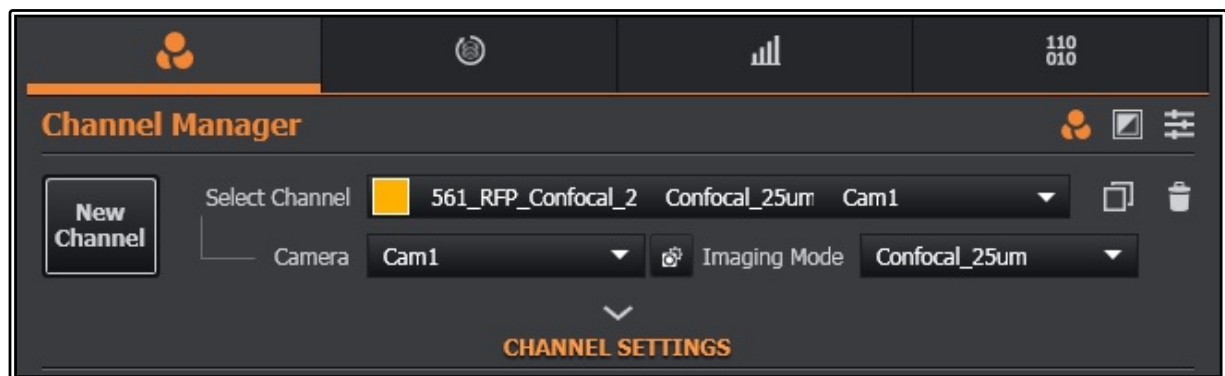 110
010
Channel Manager
New
Channel
Select Channel 561_RFP_Confocal_2 Confocal_25um Cam1
Camera Cam1 Imaging Mode Confocal_25um
CHANNEL SETTINGS